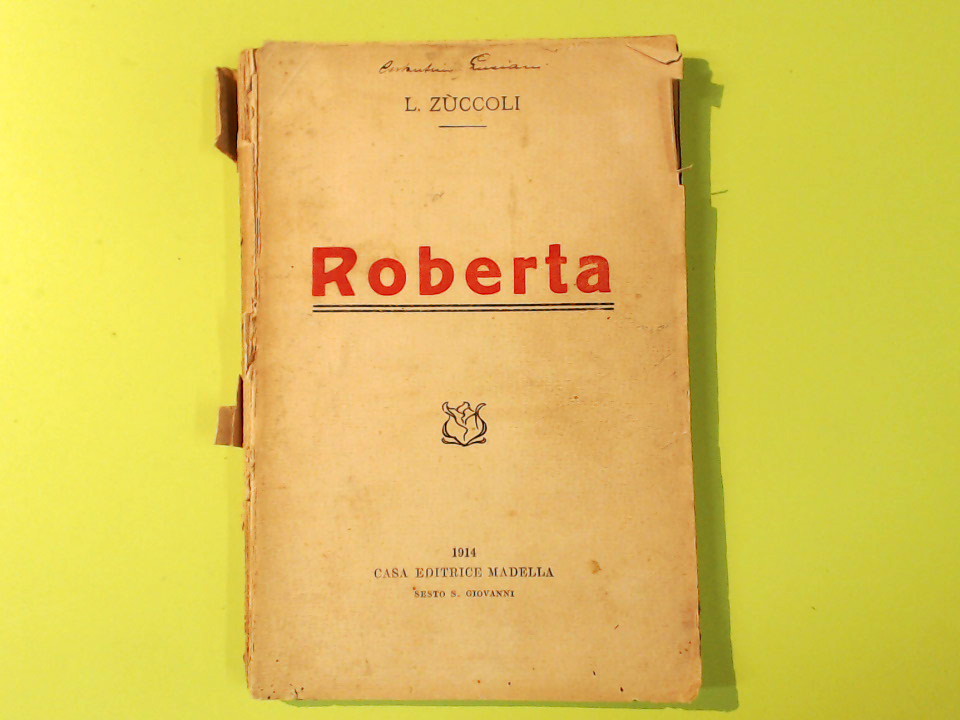 L. ZÙCCOLI
Roberta
1914
CASA EDITRICE MADELLA
SESTO S. GIOVANNI